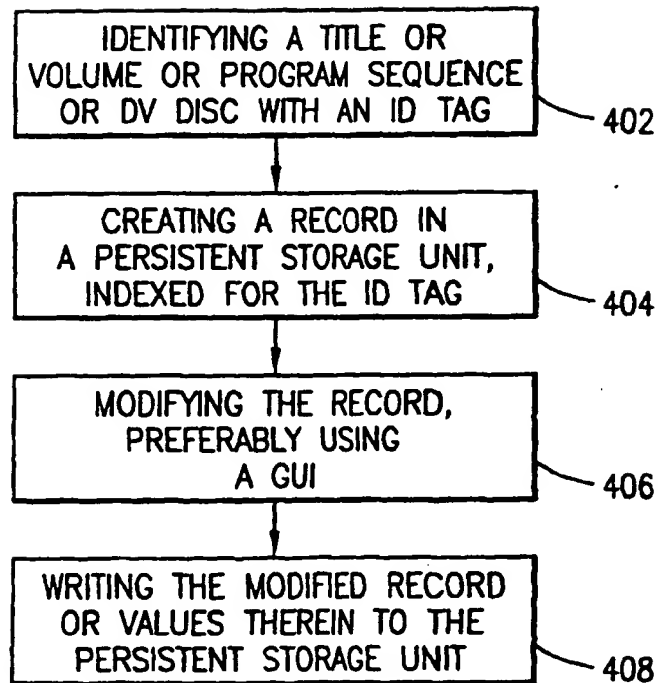 IDENTIFYING A TITLE OR
VOLUME OR PROGRAM SEQUENCE
OR DV DISC WITH AN ID TAG
402
CREATING A RECORD IN
A PERSISTENT STORAGE UNIT,
INDEXED FOR THE ID TAG
404
MODIFYING THE RECORD,
PREFERABLY USING
A GUI
406
WRITING THE MODIFIED RECORD
OR VALUES THEREIN TO THE
PERSISTENT STORAGE UNIT
408